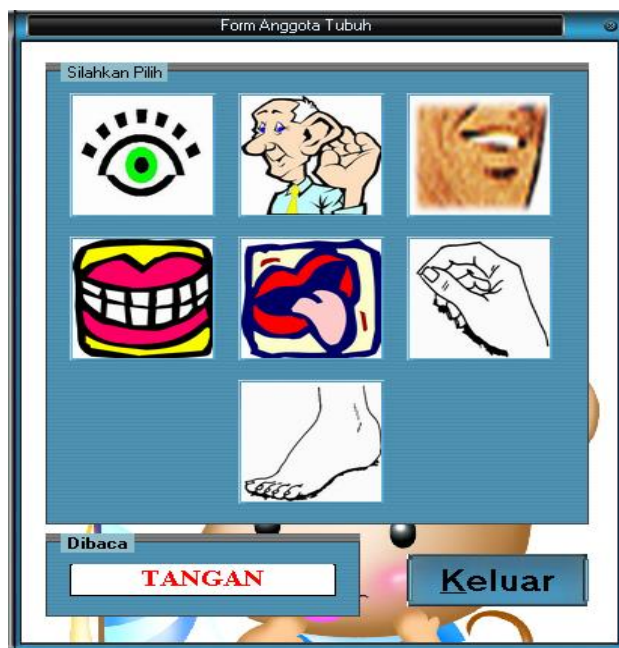 Form Anggota Tubuh
Silahkan Pilih
Dibaca
TANGAN
Keluar